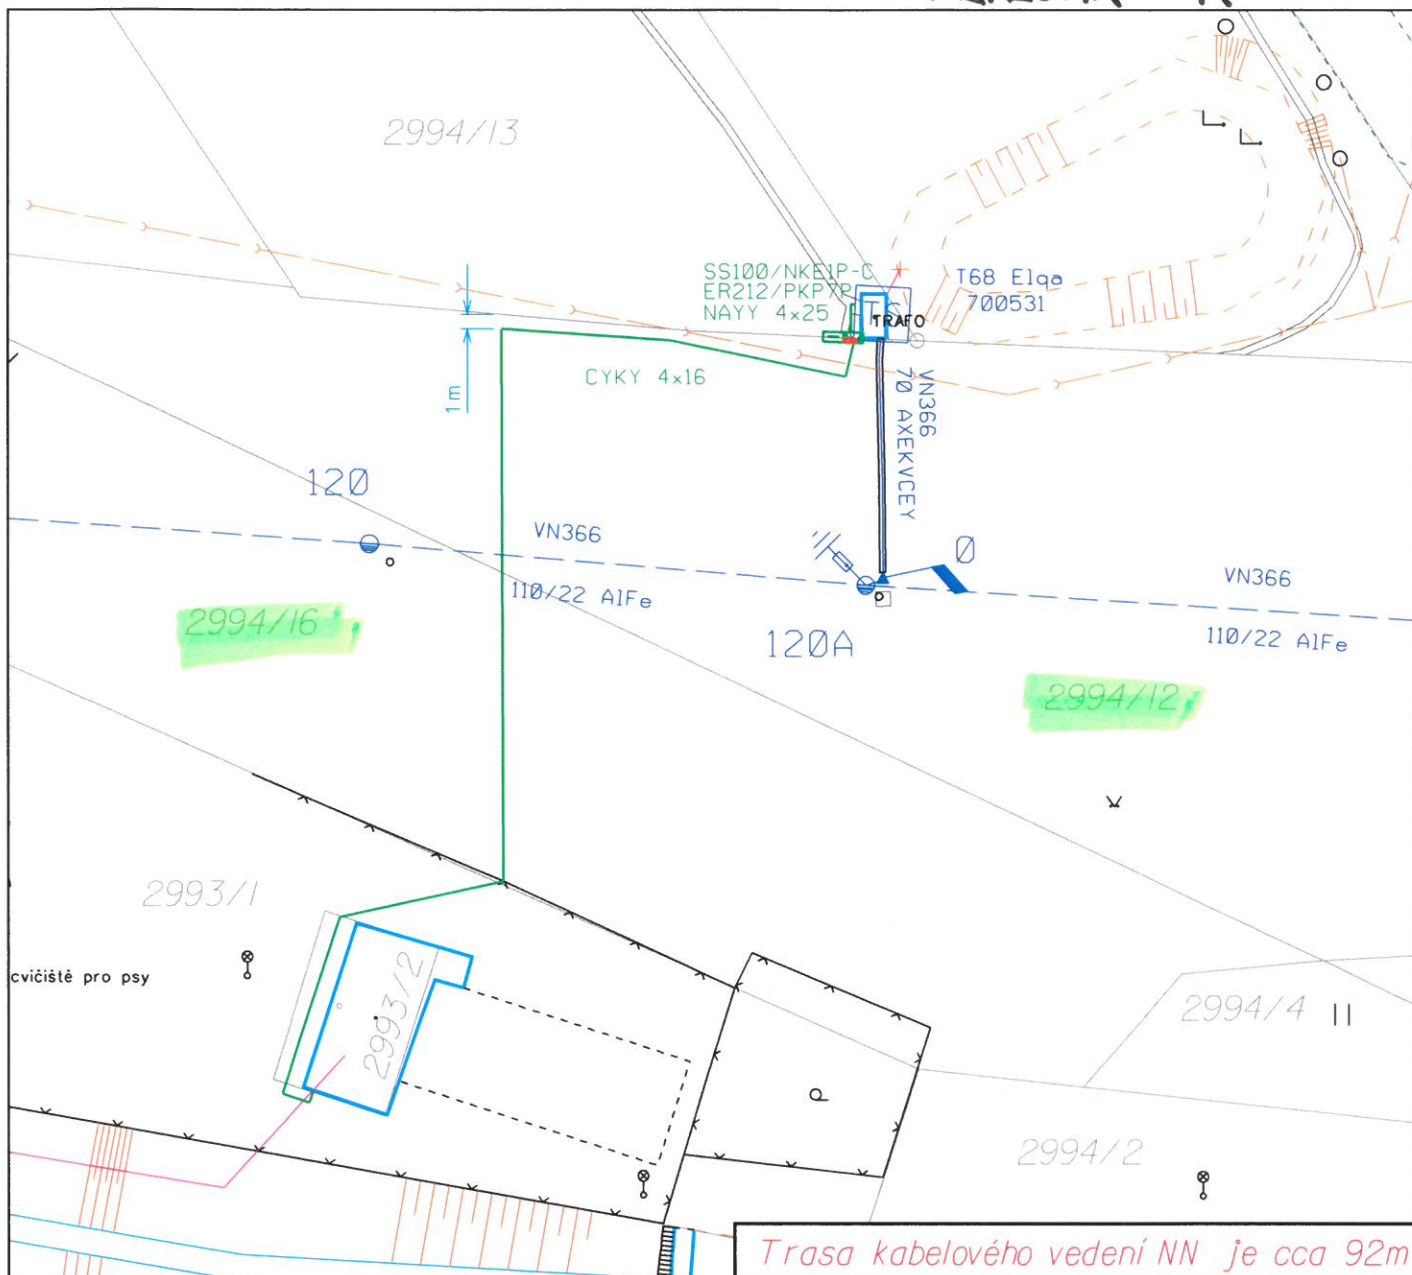 2994/13
SS100/NKE1P-C
ER212/PKP7P
NAYY 4x25
T68 Elqa
700531
TRAFO
CYKY 4x16
1m
VN366
70 AXEKVCEY
120
VN366
110/22 AlFe
0
VN366
110/22 AlFe
2994/16
120A
2994/12
2993/1
cvičiště pro psy
2993/2
2994/4
2994/2
Trasa kabelového vedení NN je cca 92m